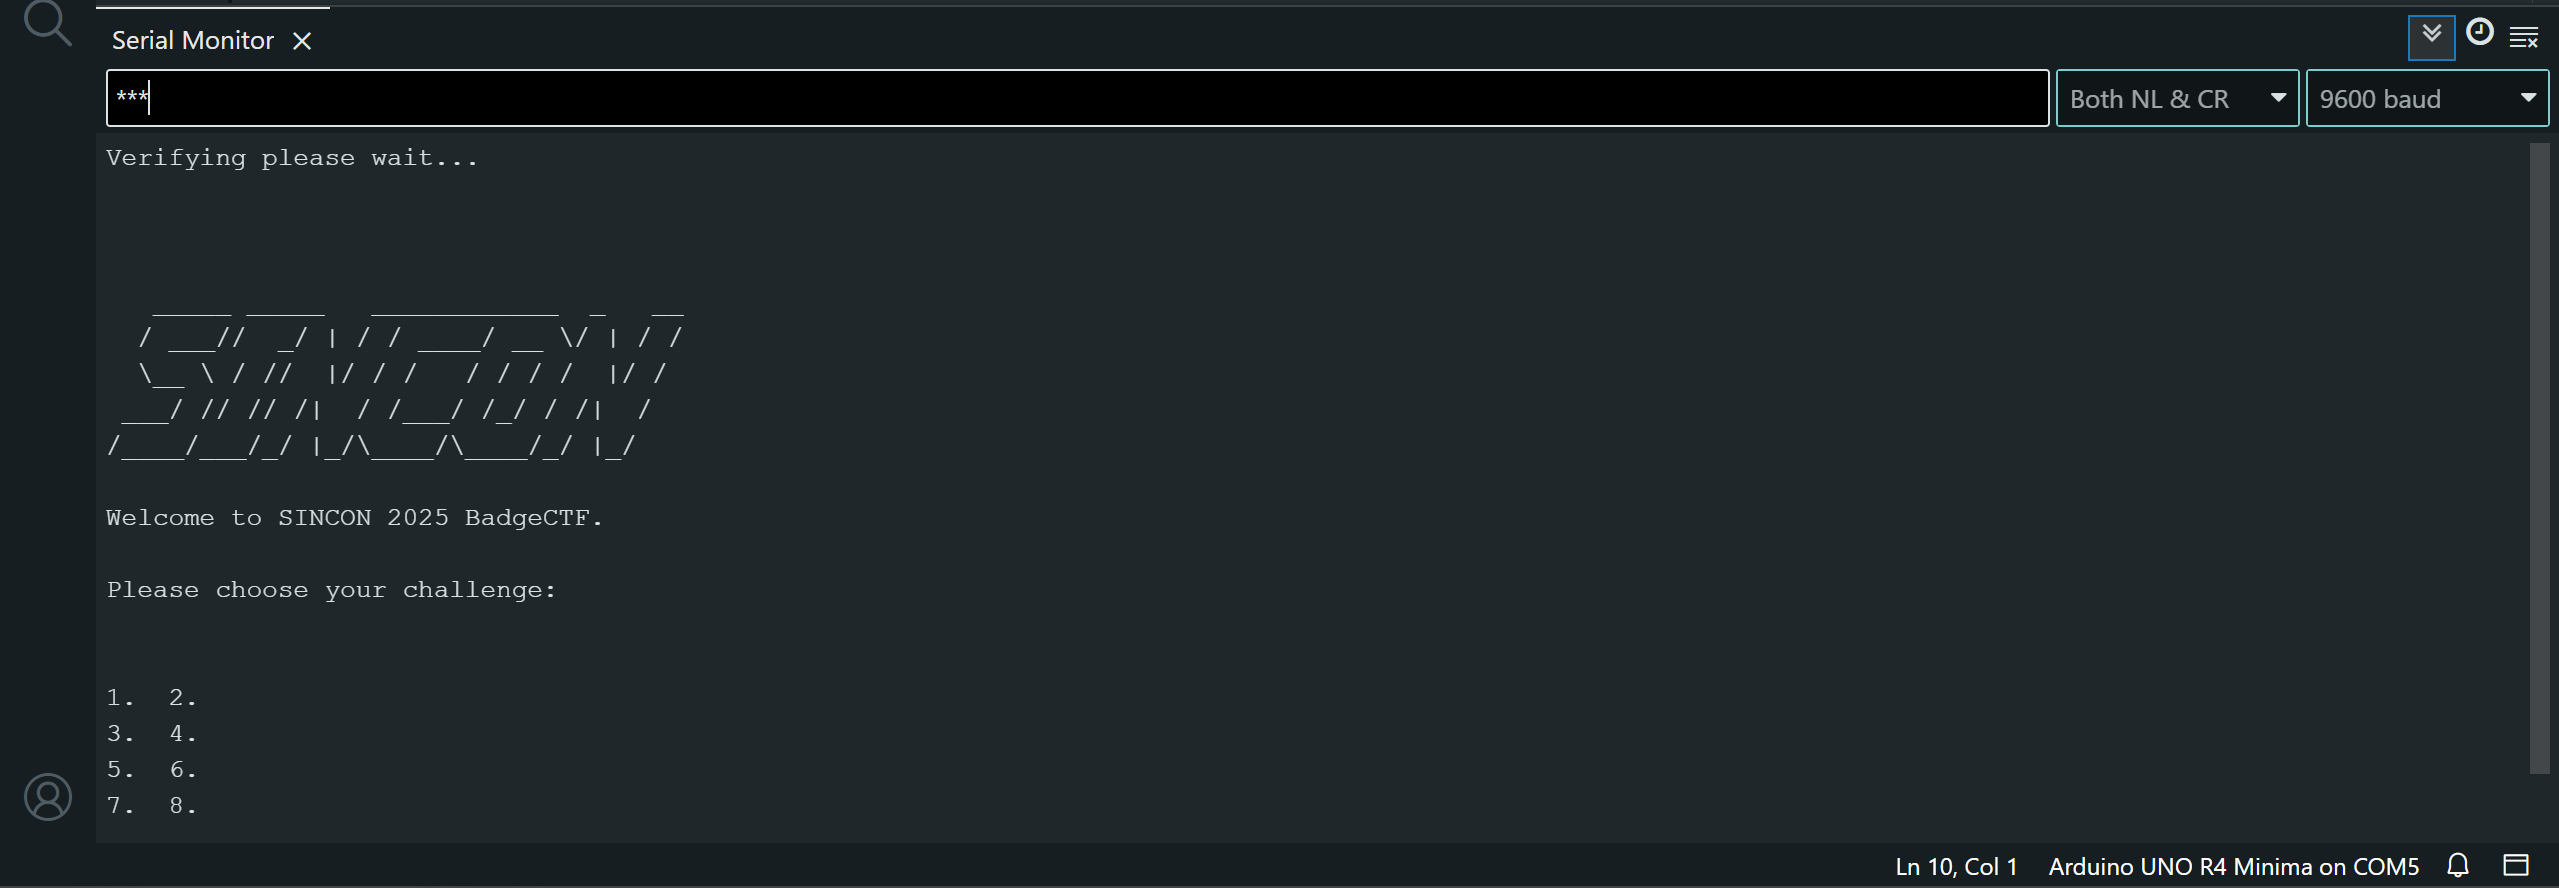 Serial Monitor
***
Both NL & CR
9600 baud
Verifying please wait...
   _____ _____   ____________  _   __
  / ___//  _/ | / / ____/ __ \/ | / /
  \__ \ / //  |/ / /   / / / /  |/ /
 ___/ // // /|  / /___/ /_/ / /|  /
/____/___/_/ |_/\____/\____/_/ |_/
Welcome to SINCON 2025 BadgeCTF.
Please choose your challenge:
1.  2.
3.  4.
5.  6.
7.  8.
Ln 10, Col 1
Arduino UNO R4 Minima on COM5